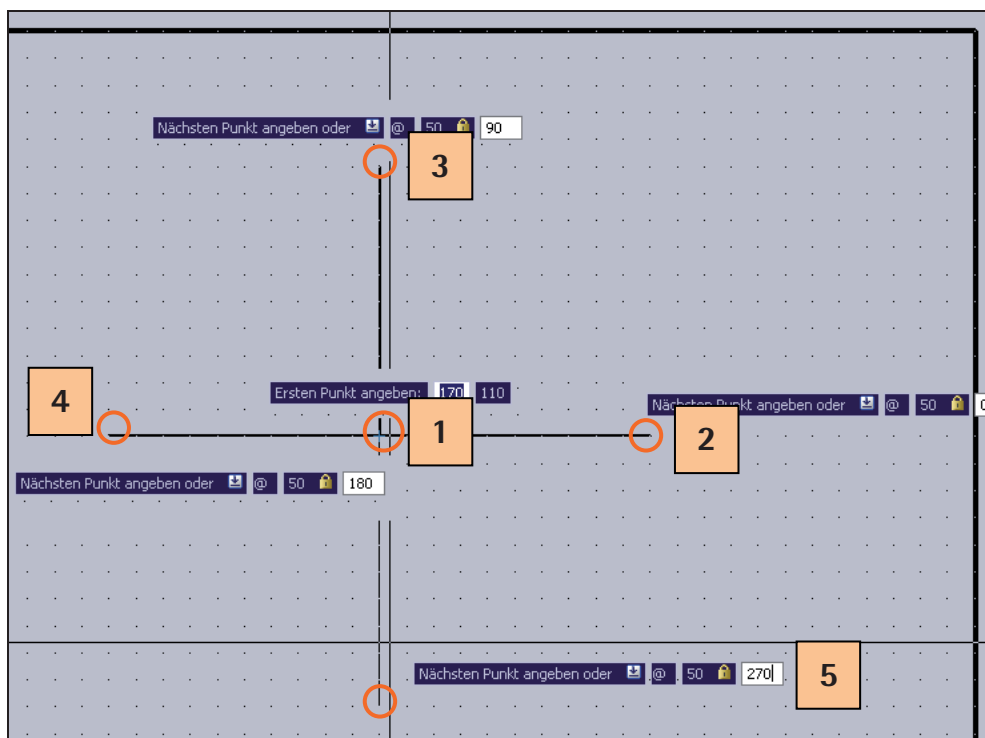 Nächsten Punkt angeben oder @ 50 90
3
Ersten Punkt angeben: 170 110
4
1
Nächsten Punkt angeben oder @ 50 0
2
Nächsten Punkt angeben oder @ 50 180
Nächsten Punkt angeben oder @ 50 270
5